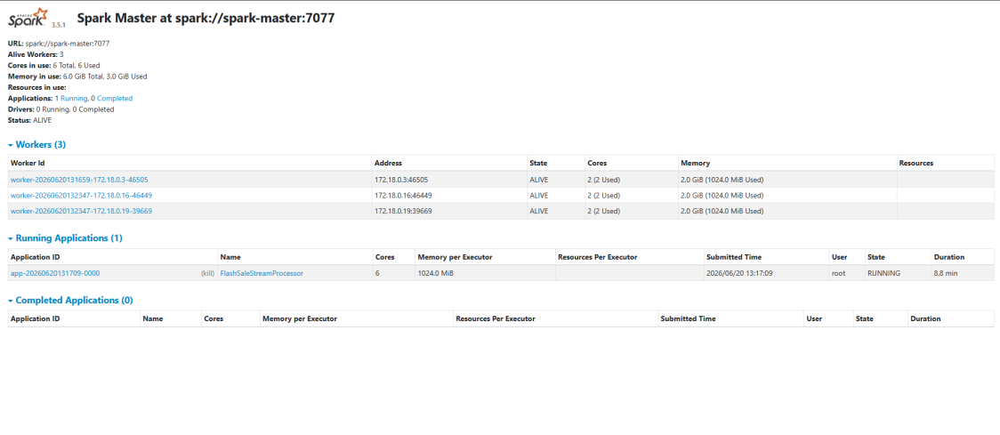 APACHE
Spark 3.5.1 Spark Master at spark://spark-master:7077
URL: spark://spark-master:7077
Alive Workers: 3
Cores in use: 6 Total, 6 Used
Memory in use: 6.0 GiB Total, 3.0 GiB Used
Resources in use:
Applications: 1 Running, 0 Completed
Drivers: 0 Running, 0 Completed
Status: ALIVE
Workers (3)
Worker Id Address State Cores Memory Resources
worker-20260620131659-172.18.0.3-46505 172.18.0.3:46505 ALIVE 2 (2 Used) 2.0 GiB (1024.0 MiB Used)
worker-20260620132347-172.18.0.16-46449 172.18.0.16:46449 ALIVE 2 (2 Used) 2.0 GiB (1024.0 MiB Used)
worker-20260620132347-172.18.0.19-39669 172.18.0.19:39669 ALIVE 2 (2 Used) 2.0 GiB (1024.0 MiB Used)
Running Applications (1)
Application ID Name Cores Memory per Executor Resources Per Executor Submitted Time User State Duration
app-20260620131709-0000 (kill) FlashSaleStreamProcessor 6 1024.0 MiB 2026/06/20 13:17:09 root RUNNING 8.8 min
Completed Applications (0)
Application ID Name Cores Memory per Executor Resources Per Executor Submitted Time User State Duration